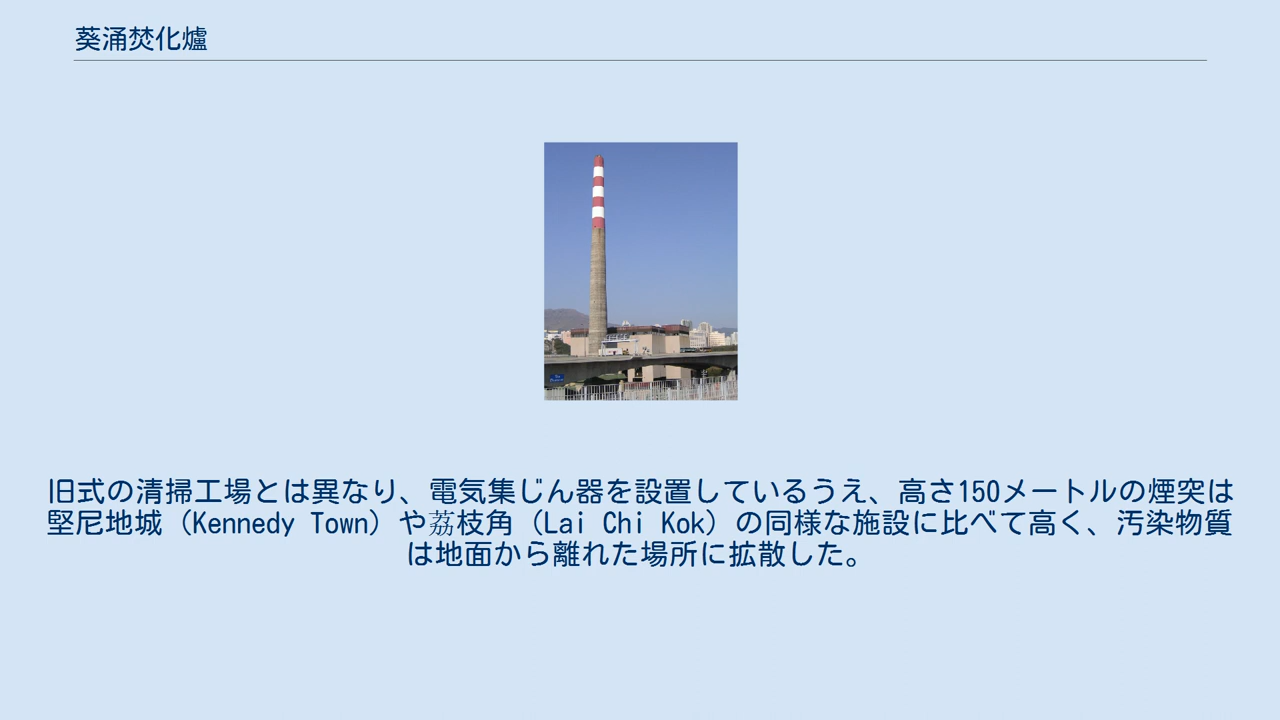 葵涌焚化爐
旧式の清掃工場とは異なり、電気集じん器を設置しているうえ、高さ150メートルの煙突は
堅尼地城（Kennedy Town）や茘枝角（Lai Chi Kok）の同様な施設に比べて高く、汚染物質
は地面から離れた場所に拡散した。